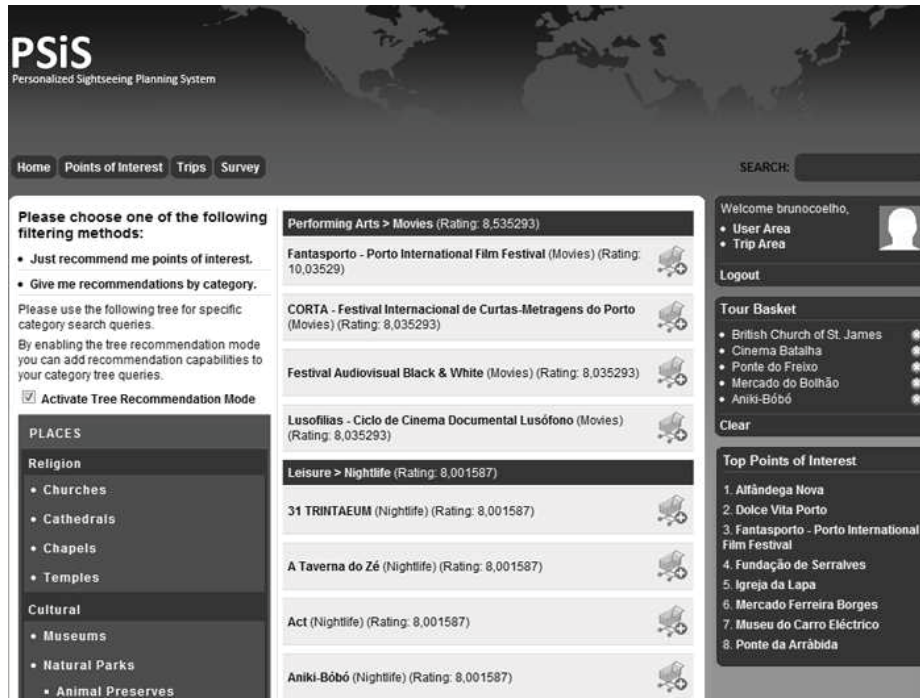 PSiS
Personalized Sightseeing Planning System
Home Points of Interest Trips Survey
SEARCH:
Please choose one of the following
filtering methods:
• Just recommend me points of interest.
• Give me recommendations by category.
Please use the following tree for specific
category search queries.
By enabling the tree recommendation mode
you can add recommendation capabilities to
your category tree queries.
Activate Tree Recommendation Mode
PLACES
Religion
• Churches
• Cathedrals
• Chapels
• Temples
Cultural
• Museums
• Natural Parks
▪ Animal Preserves
Performing Arts > Movies (Rating: 8,535293)
Fantasporto - Porto International Film Festival (Movies) (Rating:
10,03529)
CORTA - Festival Internacional de Curtas-Metragens do Porto
(Movies) (Rating: 8,035293)
Festival Audiovisual Black & White (Movies) (Rating: 8,035293)
Lusofilias - Ciclo de Cinema Documental Lusófono (Movies)
(Rating: 8,035293)
Leisure > Nightlife (Rating: 8,001587)
31 TRINTAEUM (Nightlife) (Rating: 8,001587)
A Taverna do Zé (Nightlife) (Rating: 8,001587)
Act (Nightlife) (Rating: 8,001587)
Aniki-Bóbó (Nightlife) (Rating: 8,001587)
Welcome brunocoelho,
• User Area
• Trip Area
Logout
Tour Basket
• British Church of St. James
• Cinema Batalha
• Ponte do Freixo
• Mercado do Bolhão
• Aniki-Bóbó
Clear
Top Points of Interest
1. Alfândega Nova
2. Dolce Vita Porto
3. Fantasporto - Porto International
Film Festival
4. Fundação de Serralves
5. Igreja da Lapa
6. Mercado Ferreira Borges
7. Museu do Carro Eléctrico
8. Ponte da Arrábida